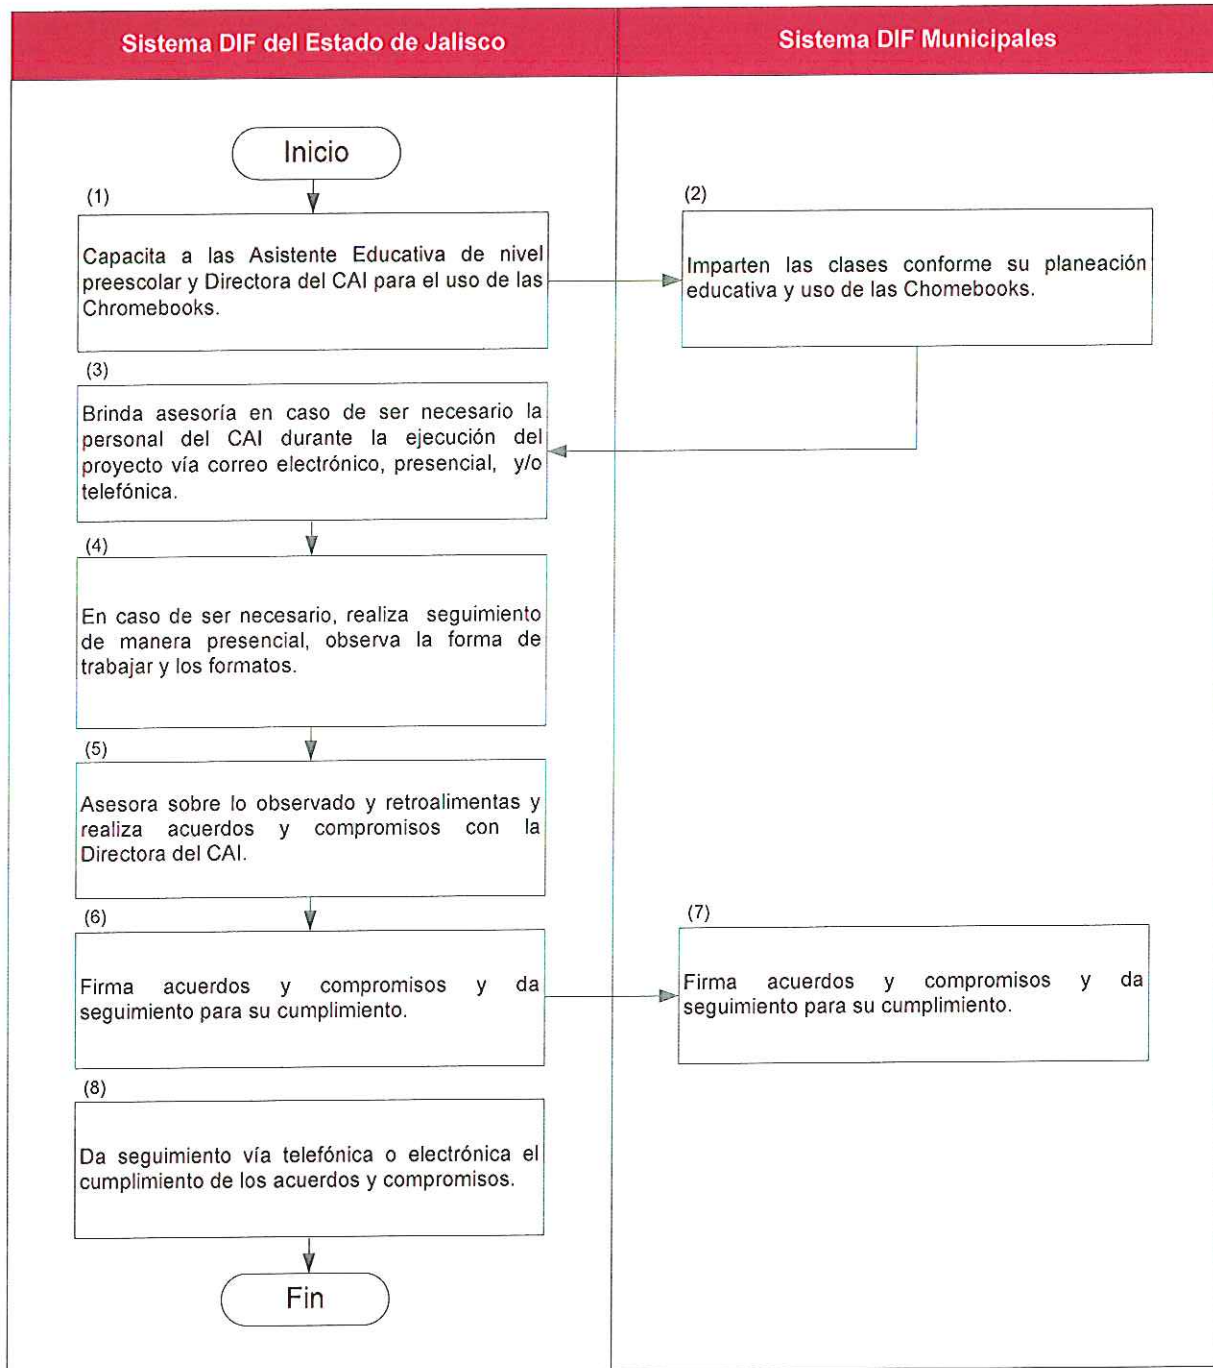 Sistema DIF del Estado de Jalisco
Sistema DIF Municipales
Inicio
(1)
Capacita a las Asistente Educativa de nivel
preescolar y Directora del CAI para el uso de las
Chromebooks.
(2)
Imparten las clases conforme su planeación
educativa y uso de las Chomebooks.
(3)
Brinda asesoría en caso de ser necesario la
personal del CAI durante la ejecución del
proyecto vía correo electrónico, presencial, y/o
telefónica.
(4)
En caso de ser necesario, realiza seguimiento
de manera presencial, observa la forma de
trabajar y los formatos.
(5)
Asesora sobre lo observado y retroalimentas y
realiza acuerdos y compromisos con la
Directora del CAI.
(6)
Firma acuerdos y compromisos y da
seguimiento para su cumplimiento.
(7)
Firma acuerdos y compromisos y da
seguimiento para su cumplimiento.
(8)
Da seguimiento vía telefónica o electrónica el
cumplimiento de los acuerdos y compromisos.
Fin